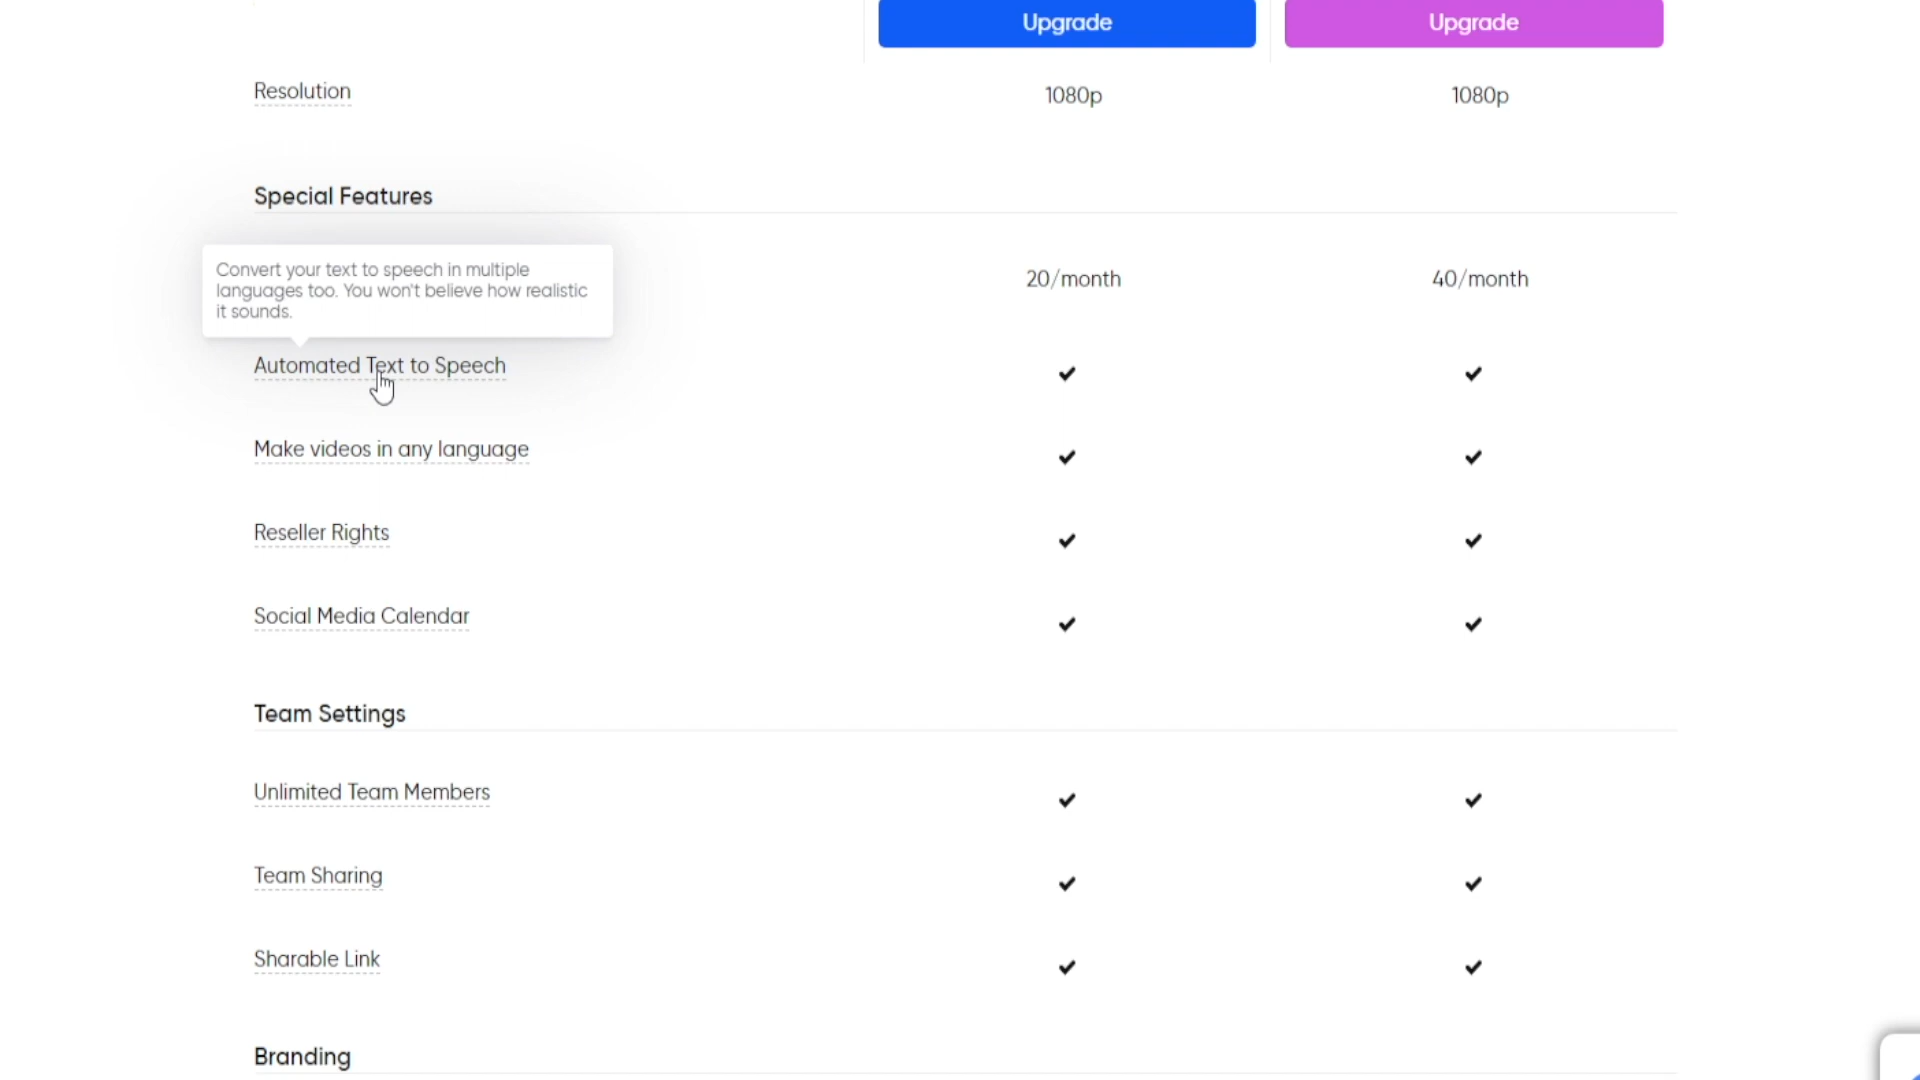 Upgrade
Upgrade
Resolution
1080p
1080p
Special Features
Convert your text to speech in multiple
languages too. You won't believe how realistic
it sounds.
20/month
40/month
Automated Text to Speech
Make videos in any language
Reseller Rights
Social Media Calendar
Team Settings
Unlimited Team Members
Team Sharing
Sharable Link
Branding